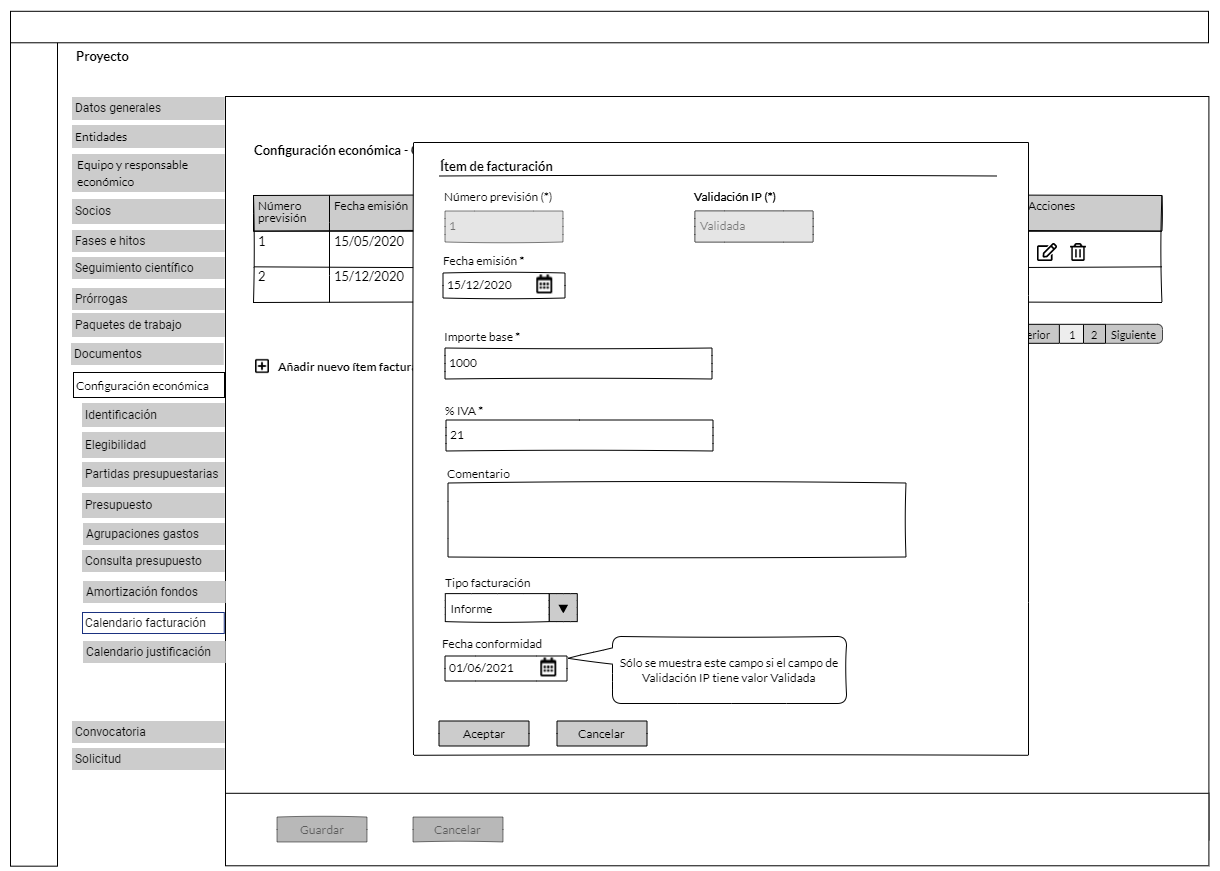 Proyecto
Datos generales
Entidades
Equipo y responsable
económico
Socios
Fases e hitos
Seguimiento científico
Prórrogas
Paquetes de trabajo
Documentos
Configuración económica
Identificación
Elegibilidad
Partidas presupuestarias
Presupuesto
Agrupaciones gastos
Consulta presupuesto
Amortización fondos
Calendario facturación
Calendario justificación
Convocatoria
Solicitud
Configuración económica -
Número
previsión
Fecha emisión
Acciones
1
15/05/2020
2
15/12/2020
1
2
Siguiente
Añadir nuevo ítem
Ítem de facturación
Número previsión (*)
Validación IP (*)
1
Validada
Fecha emisión *
15/12/2020
Importe base *
1000
% IVA *
21
Comentario
Tipo facturación
Informe
Fecha conformidad
01/06/2021
Sólo se muestra este campo si el campo de
Validación IP tiene valor Validada
Aceptar
Cancelar
Guardar
Cancelar